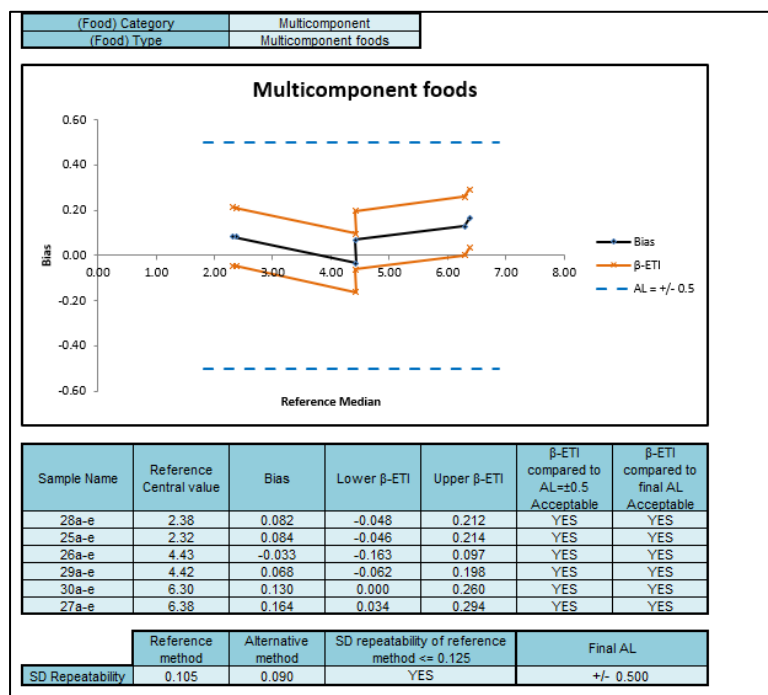 (Food) Category Multicomponent
(Food) Type Multicomponent foods
Multicomponent foods
0.60
0.40
0.20
0.00
-0.20
-0.40
-0.60
0.00 1.00 2.00 3.00 4.00 5.00 6.00 7.00 8.00
Bias
Reference Median
Bias
β-ETI
AL = +/- 0.5
Sample Name Reference Central value Bias Lower β-ETI Upper β-ETI β-ETI compared to AL=±0.5 Acceptable β-ETI compared to final AL Acceptable
28a-e 2.38 0.082 -0.048 0.212 YES YES
25a-e 2.32 0.084 -0.046 0.214 YES YES
26a-e 4.43 -0.033 -0.163 0.097 YES YES
29a-e 4.42 0.068 -0.062 0.198 YES YES
30a-e 6.30 0.130 0.000 0.260 YES YES
27a-e 6.38 0.164 0.034 0.294 YES YES
Reference method Alternative method SD repeatability of reference method <= 0.125 Final AL
SD Repeatability 0.105 0.090 YES +/- 0.500